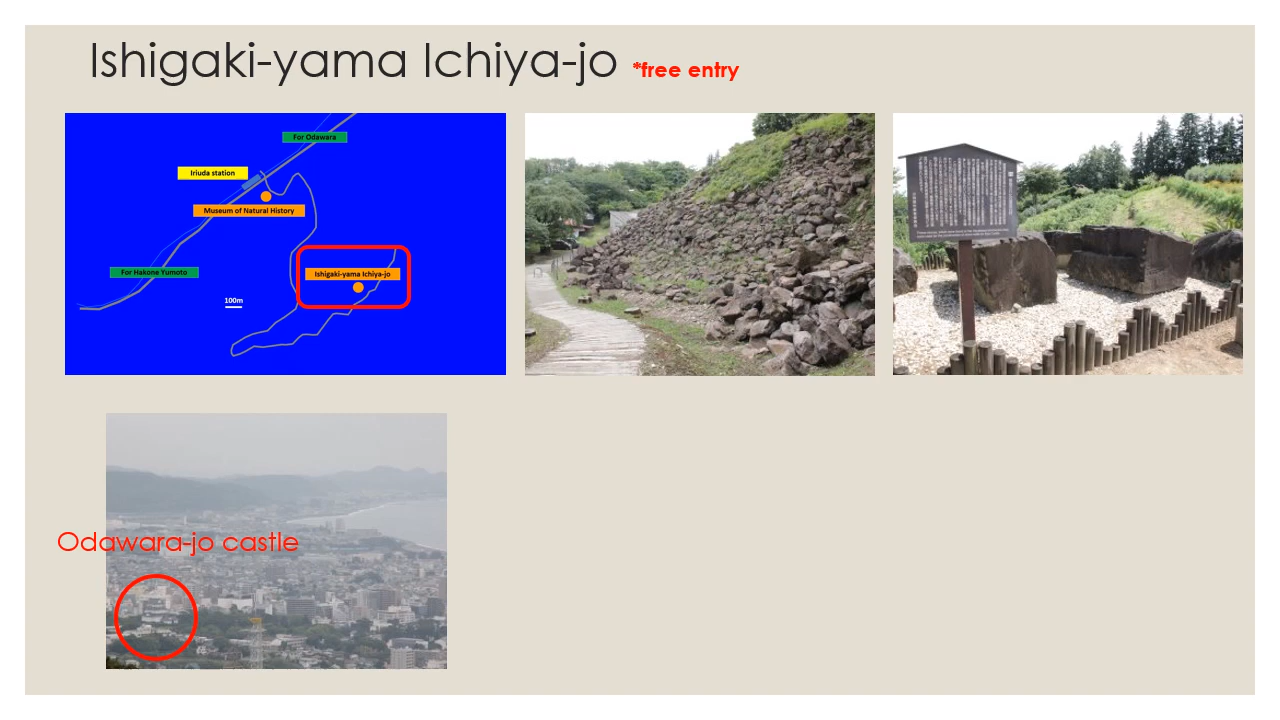 Ishigaki-yama Ichiya-jo *free entry
For Odawara
Iriuda station
Museum of Natural History
For Hakone Yumoto
Ishigaki-yama Ichiya-jo
100m
Odawara-jo castle